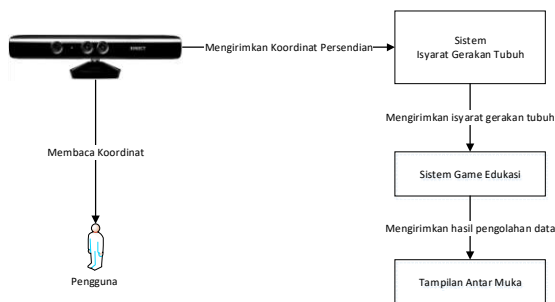 KINECT
Mengirimkan Koordinat Persendian
Sistem
Isyarat Gerakan Tubuh
Mengirimkan isyarat gerakan tubuh
Membaca Koordinat
Sistem Game Edukasi
Mengirimkan hasil pengolahan data
Pengguna
Tampilan Antar Muka